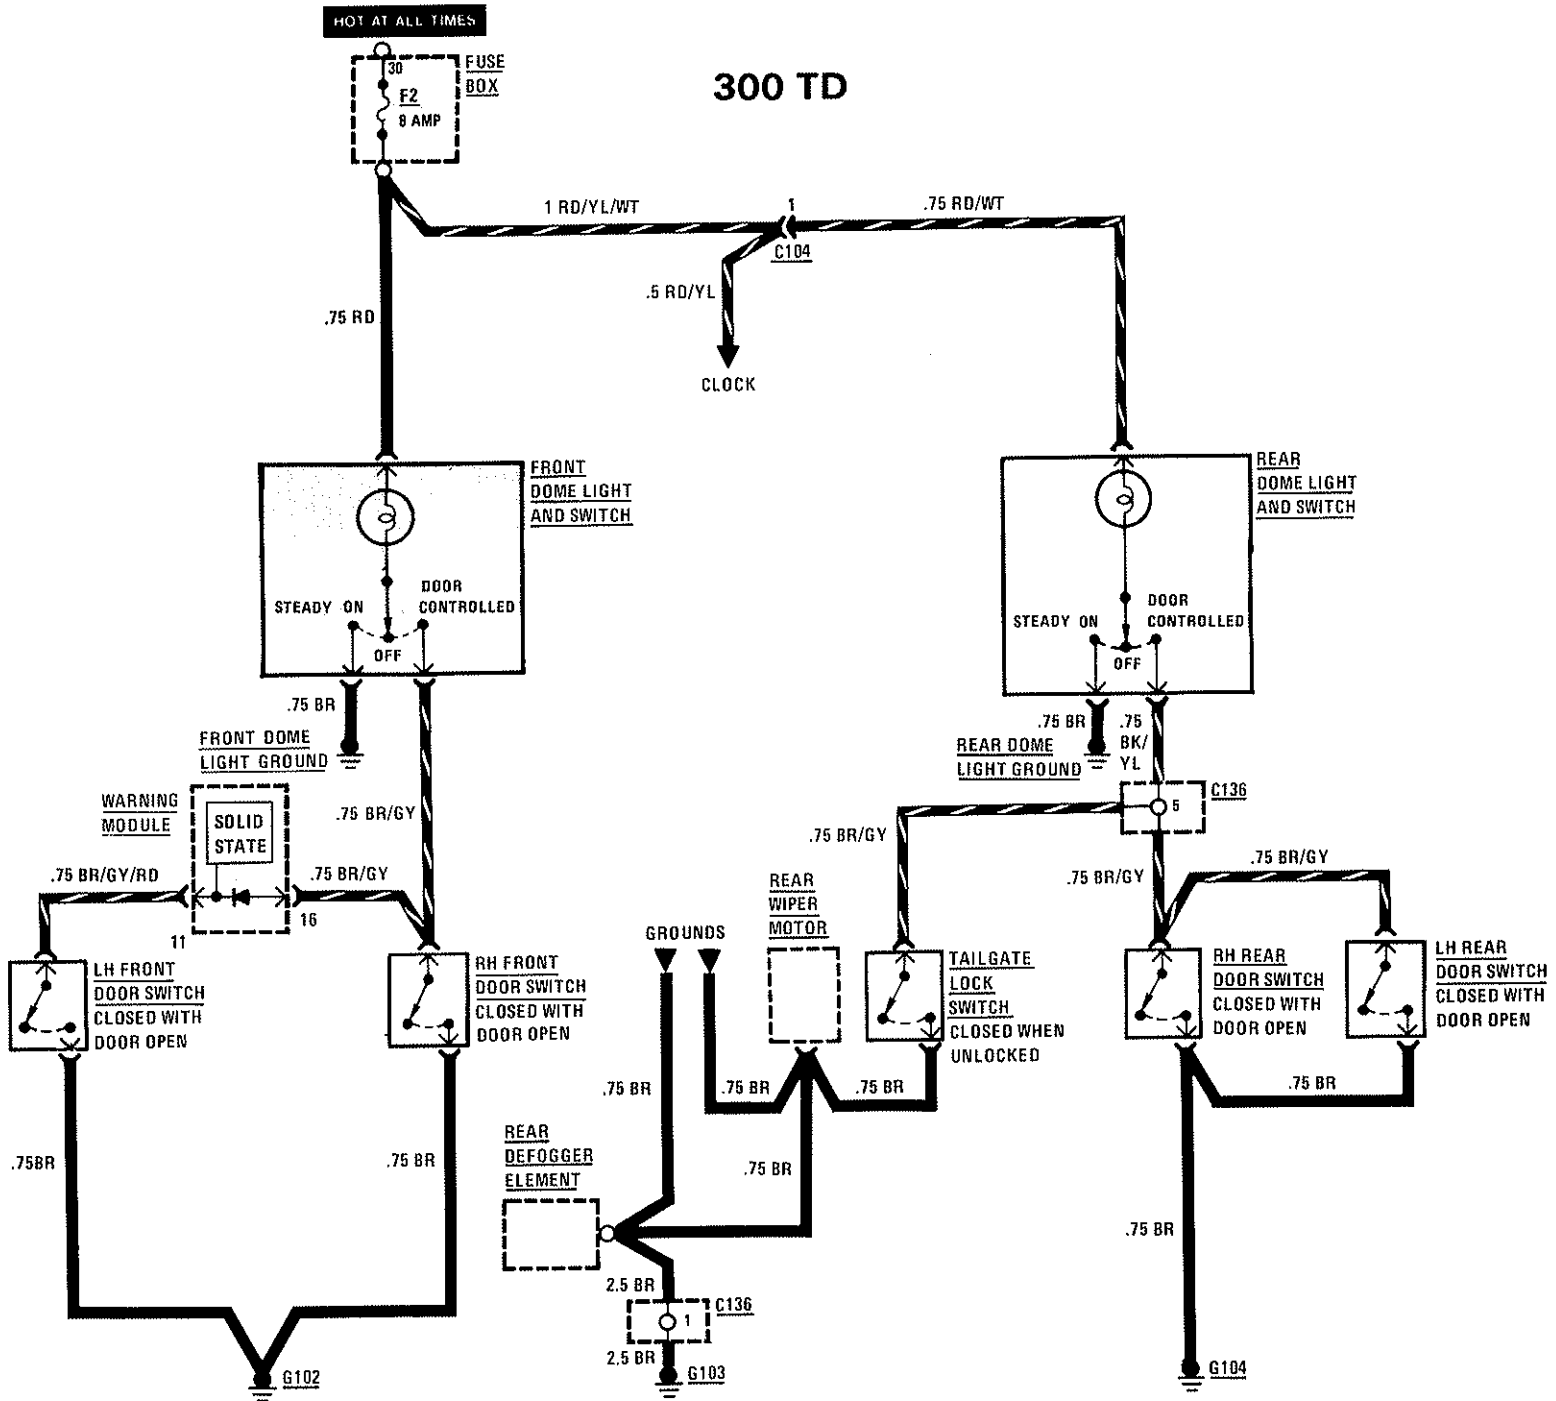 HOT AT ALL TIMES
30
F2
8 AMP
FUSE
BOX
300 TD
1 RD/YL/WT
1
.75 RD/WT
C104
.5 RD/YL
.75 RD
CLOCK
FRONT
DOME LIGHT
AND SWITCH
STEADY ON
DOOR
CONTROLLED
OFF
REAR
DOME LIGHT
AND SWITCH
STEADY ON
DOOR
CONTROLLED
OFF
.75 BR
FRONT DOME
LIGHT GROUND
.75 BR
.75
BK/
YL
REAR DOME
LIGHT GROUND
C136
5
WARNING
MODULE
SOLID
STATE
.75 BR/GY
.75 BR/GY/RD
.75 BR/GY
11
16
.75 BR/GY
.75 BR/GY
.75 BR/GY
REAR
WIPER
MOTOR
GROUNDS
LH FRONT
DOOR SWITCH
CLOSED WITH
DOOR OPEN
RH FRONT
DOOR SWITCH
CLOSED WITH
DOOR OPEN
TAILGATE
LOCK
SWITCH
CLOSED WHEN
UNLOCKED
RH REAR
DOOR SWITCH
CLOSED WITH
DOOR OPEN
LH REAR
DOOR SWITCH
CLOSED WITH
DOOR OPEN
.75 BR
.75 BR
.75 BR
.75 BR
REAR
DEFOGGER
ELEMENT
.75BR
.75 BR
.75 BR
.75 BR
2.5 BR
C136
1
2.5 BR
G102
G103
G104